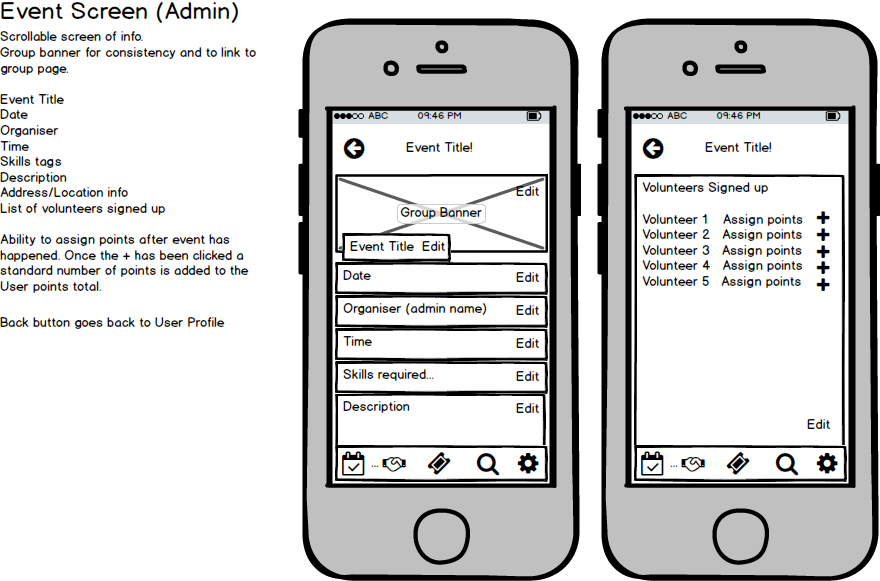 Event Screen (Admin)
Scrollable screen of info.
Group banner for consistency and to link to
group page.
Event Title
Date
Organiser
Time
Skills tags
Description
Address/Location info
List of volunteers signed up
Ability to assign points after event has
happened. Once the + has been clicked a
standard number of points is added to the
User points total.
Back button goes back to User Profile
ABC 09:46 PM
Event Title!
Edit
Group Banner
Event Title Edit
Date Edit
Organiser (admin name) Edit
Time Edit
Skills required... Edit
Description Edit
...
ABC 09:46 PM
Event Title!
Volunteers Signed up
Volunteer 1 Assign points +
Volunteer 2 Assign points +
Volunteer 3 Assign points +
Volunteer 4 Assign points +
Volunteer 5 Assign points +
Edit
...